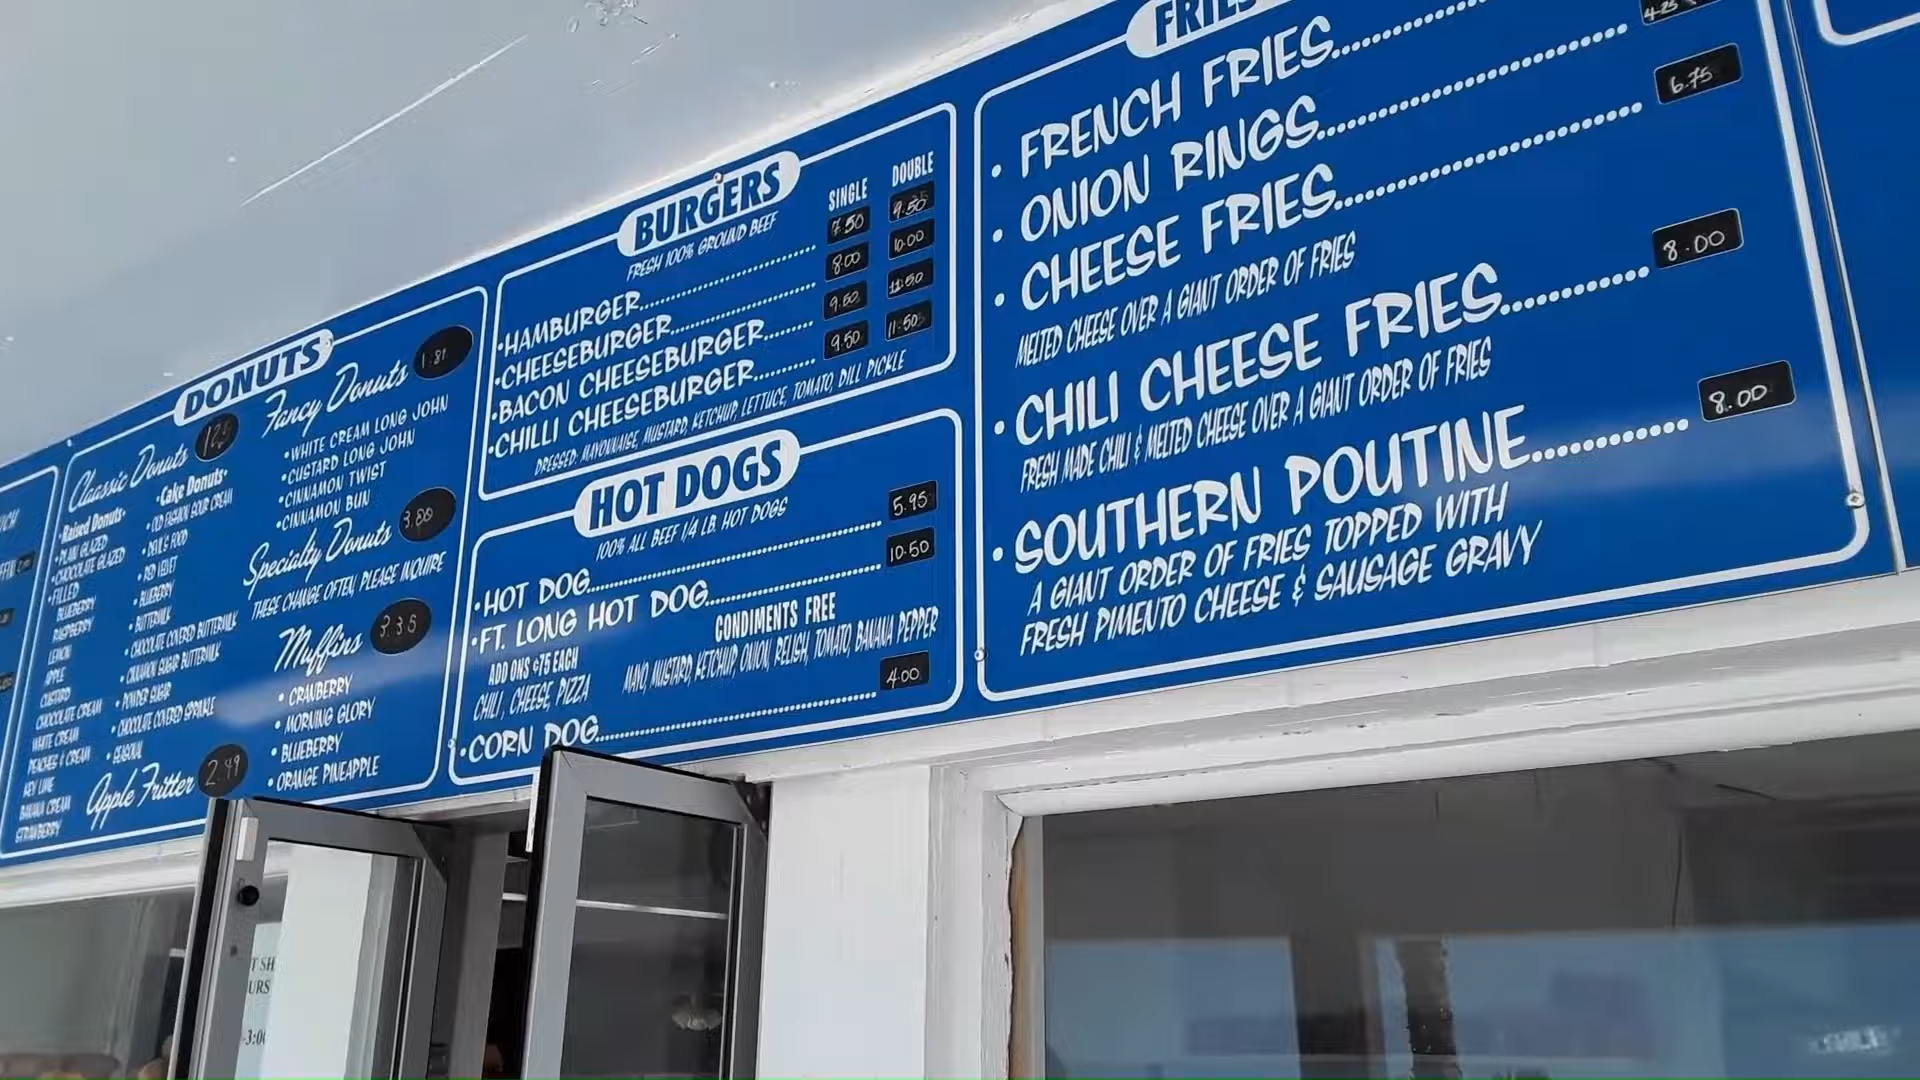 DONUTS
Classic Donuts
•Raised Donuts•
•PLAIN GLAZED
•CHOCOLATE GLAZED
•FILLED
BLUEBERRY
RASPBERRY
LEMON
APPLE
CUSTARD
CHOCOLATE CREAM
WHITE CREAM
PEACHES & CREAM
KEY LIME
BANANA CREAM
STRAWBERRY
•Cake Donuts•
•OLD FASHION SOUR CREAM
•DEVIL'S FOOD
•RED VELVET
•BLUEBERRY
•BUTTERMILK
•CHOCOLATE COVERED BUTTERMILK
•CINNAMON SUGAR BUTTERMILK
•POWDER SUGAR
•CHOCOLATE COVERED SPRINKLE
•SEASONAL
Apple Fritter 2.49
Fancy Donuts
•WHITE CREAM LONG JOHN
•CUSTARD LONG JOHN
•CINNAMON TWIST
•CINNAMON BUN
Specialty Donuts
THESE CHANGE OFTEN, PLEASE INQUIRE
Muffins
• CRANBERRY
• MORNING GLORY
• BLUEBERRY
• ORANGE PINEAPPLE
BURGERS
FRESH 100% GROUND BEEF
SINGLE DOUBLE
•HAMBURGER 7.50 9.50
•CHEESEBURGER 8.00 10.00
•BACON CHEESEBURGER 9.50 11.50
•CHILLI CHEESEBURGER 9.50 11.50
DRESSED: MAYONNAISE, MUSTARD, KETCHUP, LETTUCE, TOMATO, DILL PICKLE
HOT DOGS
100% ALL BEEF 1/4 LB. HOT DOGS
•HOT DOG 5.95
•FT. LONG HOT DOG 10.50
ADD ONS ¢75 EACH
CHILI, CHEESE, PIZZA
CONDIMENTS FREE
MAYO, MUSTARD, KETCHUP, ONION, RELISH, TOMATO, BANANA PEPPER
•CORN DOG 4.00
FRIES
• FRENCH FRIES
• ONION RINGS 4.25
• CHEESE FRIES 6.75
MELTED CHEESE OVER A GIANT ORDER OF FRIES
• CHILI CHEESE FRIES 8.00
FRESH MADE CHILI & MELTED CHEESE OVER A GIANT ORDER OF FRIES
• SOUTHERN POUTINE 8.00
A GIANT ORDER OF FRIES TOPPED WITH
FRESH PIMENTO CHEESE & SAUSAGE GRAVY